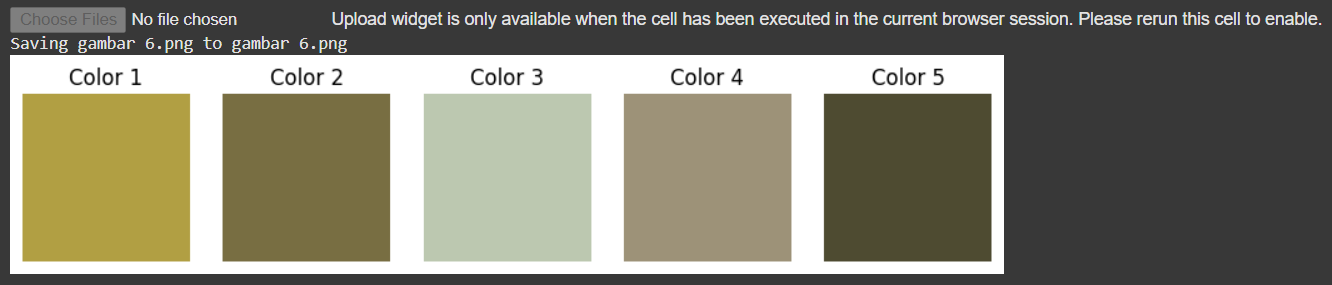 Choose Files No file chosen Upload widget is only available when the cell has been executed in the current browser session. Please rerun this cell to enable.
Saving gambar 6.png to gambar 6.png
Color 1 Color 2 Color 3 Color 4 Color 5